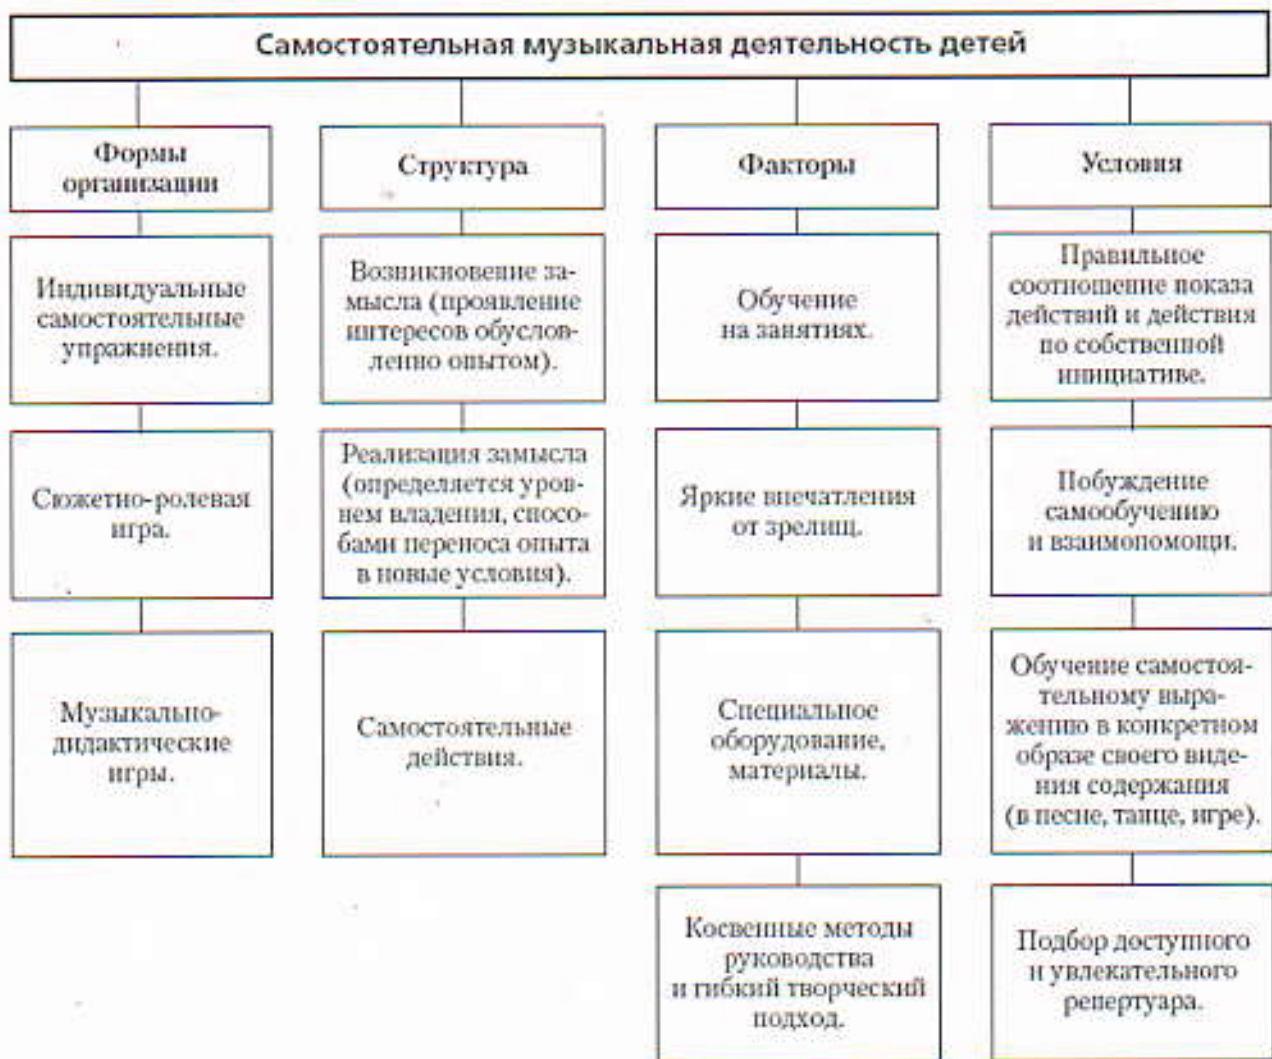 Самостоятельная музыкальная деятельность детей
Формы
организации
Индивидуальные
самостоятельные
упражнения.
Сюжетно-ролевая
игра.
Музыкально-
дидактические
игры.
Структура
Возникновение за-
мысла (проявление
интересов обуслов-
ленно опытом).
Реализация замысла
(определяется уров-
нем владения, спосо-
бами переноса опыта
в новые условия).
Самостоятельные
действия.
Факторы
Обучение
на занятиях.
Яркие впечатления
от зрелищ.
Специальное
оборудование,
материалы.
Косвенные методы
руководства
и гибкий творческий
подход.
Условия
Правильное
соотношение показа
действий и действия
по собственной
инициативе.
Побуждение
самообучению
и взаимопомощи.
Обучение самостоя-
тельному выра-
жению в конкретном
образе своего виде-
ния содержания
(в песне, танце, игре).
Подбор доступного
и увлекательного
репертуара.